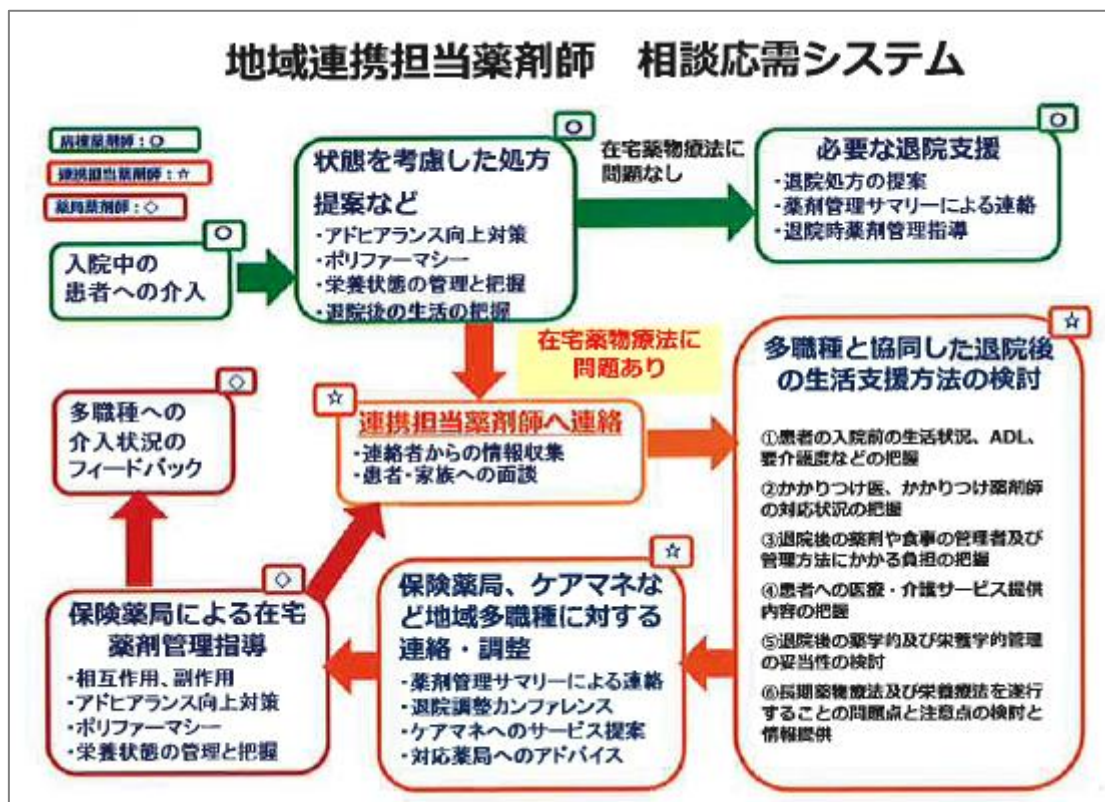 地域連携担当薬剤師　相談応需システム
病棟薬剤師：○
連携担当薬剤師：☆
薬局薬剤師：◇
○
入院中の
患者への介入
○
状態を考慮した処方
提案など
・アドヒアランス向上対策
・ポリファーマシー
・栄養状態の管理と把握
・退院後の生活の把握
在宅薬物療法に
問題なし
○
必要な退院支援
・退院処方の提案
・薬剤管理サマリーによる連絡
・退院時薬剤管理指導
在宅薬物療法に
問題あり
☆
連携担当薬剤師へ連絡
・連絡者からの情報収集
・患者・家族への面談
☆
多職種と協同した退院後
の生活支援方法の検討
①患者の入院前の生活状況、ADL、
要介護度などの把握
②かかりつけ医、かかりつけ薬剤師
の対応状況の把握
③退院後の薬剤や食事の管理者及び
管理方法にかかる負担の把握
④患者への医療・介護サービス提供
内容の把握
⑤退院後の薬学的及び栄養学的管理
の妥当性の検討
⑥長期薬物療法及び栄養療法を遂行
することの問題点と注意点の検討と
情報提供
☆
保険薬局、ケアマネな
ど地域多職種に対する
連絡・調整
・薬剤管理サマリーによる連絡
・退院調整カンファレンス
・ケアマネへのサービス提案
・対応薬局へのアドバイス
◇
保険薬局による在宅
薬剤管理指導
・相互作用、副作用
・アドヒアランス向上対策
・ポリファーマシー
・栄養状態の管理と把握
◇
多職種への
介入状況の
フィードバック